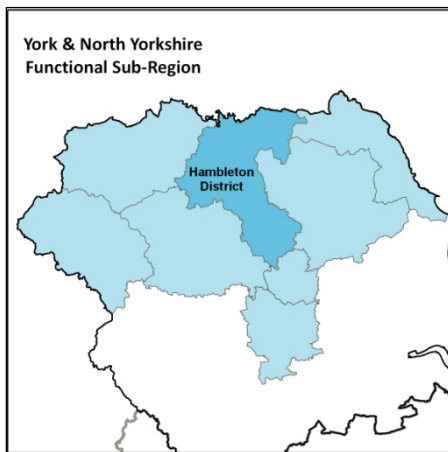 York & North Yorkshire
Functional Sub-Region
Hambleton
District